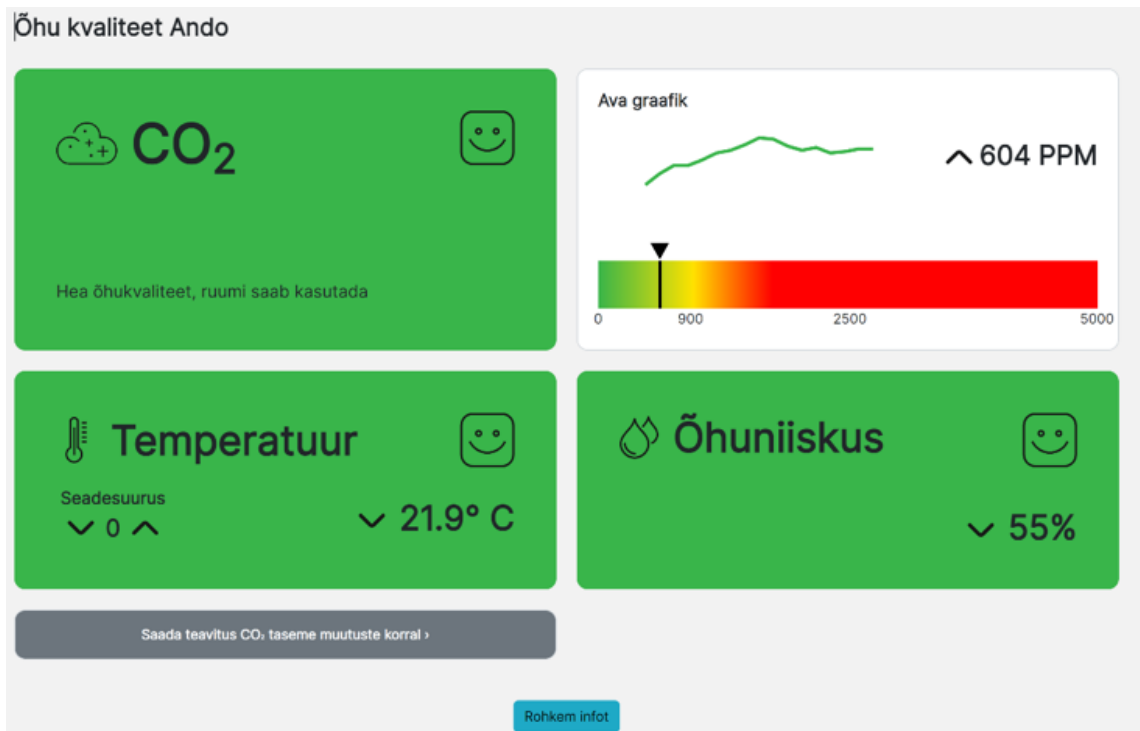 Õhu kvaliteet Ando
CO₂
Hea õhukvaliteet, ruumi saab kasutada
Ava graafik
604 PPM
0 900 2500 5000
Temperatuur
Seadesuurus
0
21.9° C
Õhuniiskus
55%
Saada teavitus CO₂ taseme muutuste korral ›
Rohkem infot